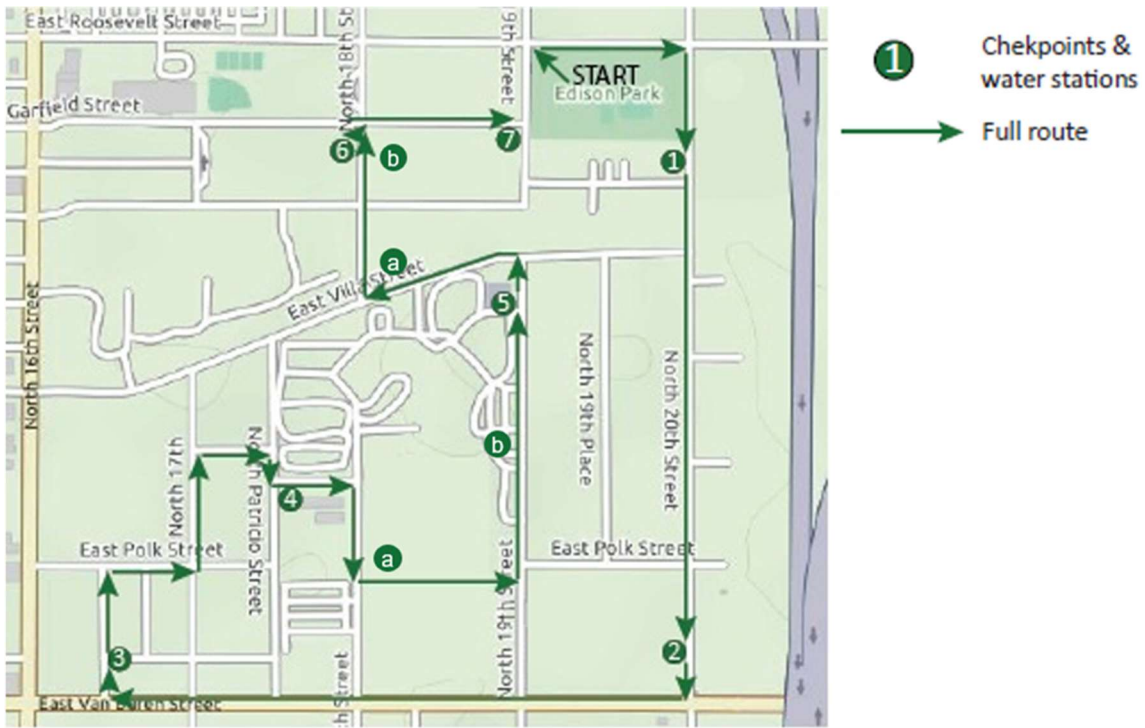 East Roosevelt Street
North 18th St
9th Street
START
Edison Park
Garfield Street
6
b
7
1
a
East Villa Street
5
North 16th Street
North 19th Place
North 20th Street
b
North 17th
North Patricio Street
4
East Polk Street
a
East Polk Street
North 19th Street
3
2
h Street
East Van Buren Street
1
Chekpoints &
water stations
Full route